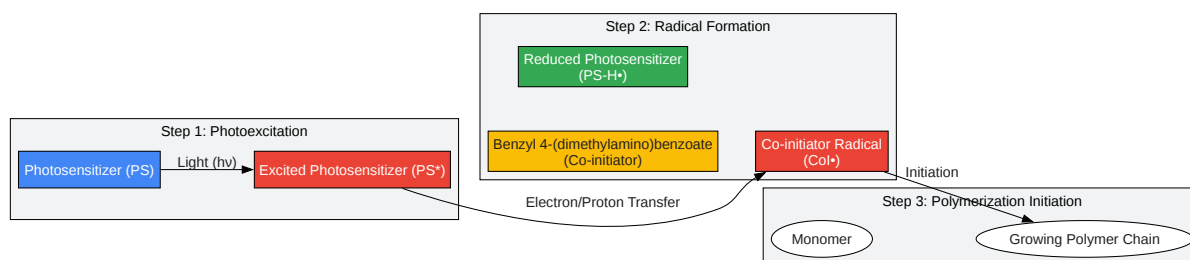 Step 2: Radical Formation
Reduced Photosensitizer
(PS-H•)
Step 1: Photoexcitation
Photosensitizer (PS)
Light (hν)
Excited Photosensitizer (PS*)
Benzyl 4-(dimethylamino)benzoate
(Co-initiator)
Co-initiator Radical
(CoI•)
Electron/Proton Transfer
Initiation
Step 3: Polymerization Initiation
Monomer
Growing Polymer Chain